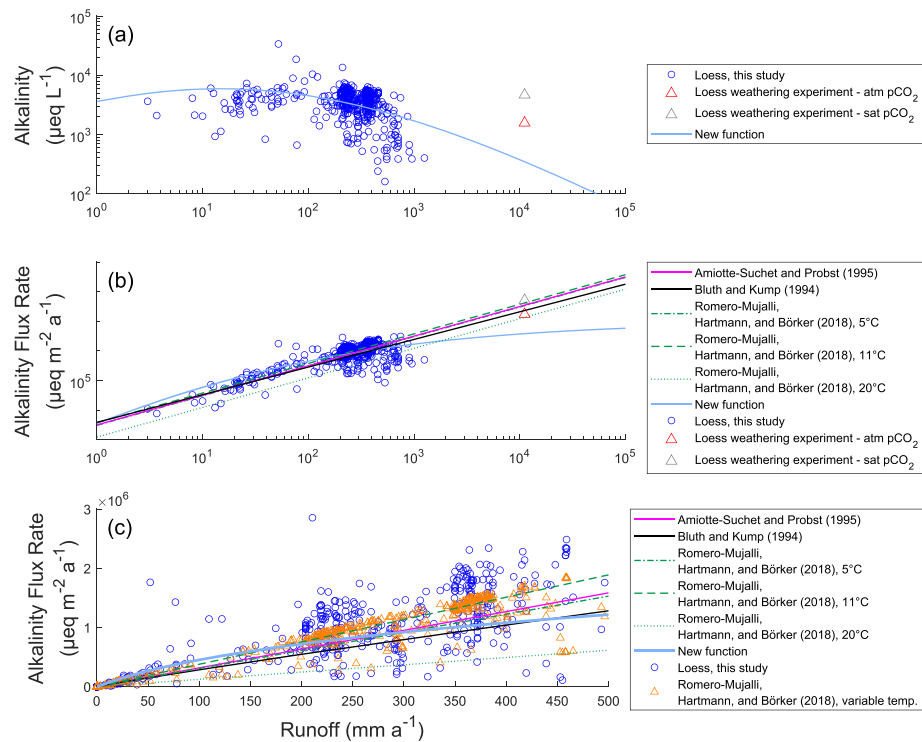 (a)
Alkalinity
(µeq L-1)
10^5
10^4
10^3
10^2
10^0
10^1
10^2
10^3
10^4
10^5
Loess, this study
Loess weathering experiment - atm pCO2
Loess weathering experiment - sat pCO2
New function
(b)
Alkalinity Flux Rate
(µeq m-2 a-1)
10^5
10^0
10^1
10^2
10^3
10^4
10^5
Amiotte-Suchet and Probst (1995)
Bluth and Kump (1994)
Romero-Mujalli,
Hartmann, and Börker (2018), 5°C
Romero-Mujalli,
Hartmann, and Börker (2018), 11°C
Romero-Mujalli,
Hartmann, and Börker (2018), 20°C
New function
Loess, this study
Loess weathering experiment - atm pCO2
Loess weathering experiment - sat pCO2
(c)
Alkalinity Flux Rate
(µeq m-2 a-1)
×10^6
3
2
1
0
0
50
100
150
200
250
300
350
400
450
500
Runoff (mm a-1)
Amiotte-Suchet and Probst (1995)
Bluth and Kump (1994)
Romero-Mujalli,
Hartmann, and Börker (2018), 5°C
Romero-Mujalli,
Hartmann, and Börker (2018), 11°C
Romero-Mujalli,
Hartmann, and Börker (2018), 20°C
New function
Loess, this study
Romero-Mujalli,
Hartmann, and Börker (2018), variable temp.